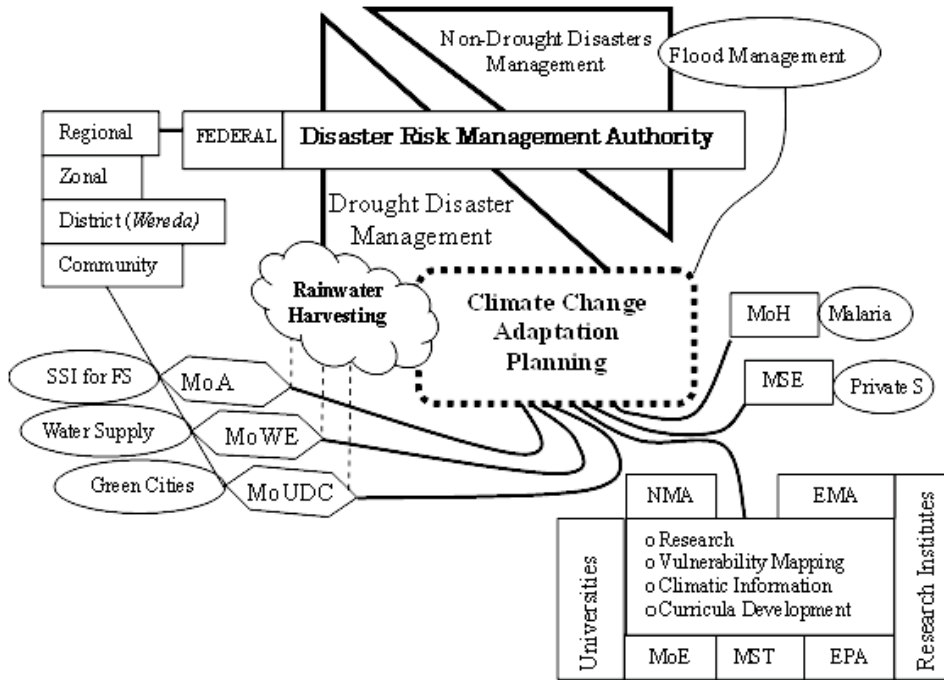 Non-Drought Disasters
Management
Flood Management
Regional
FEDERAL
Disaster Risk Management Authority
Zonal
District (Wereda)
Community
Drought Disaster
Management
Rainwater
Harvesting
Climate Change
Adaptation
Planning
MoH
Malaria
MSE
Private S
SSI for FS
MoA
Water Supply
MoWE
Green Cities
MoUDC
NMA
EMA
Universities
o Research
o Vulnerability Mapping
o Climatic Information
o Curricula Development
Research Institutes
MoE
MST
EPA